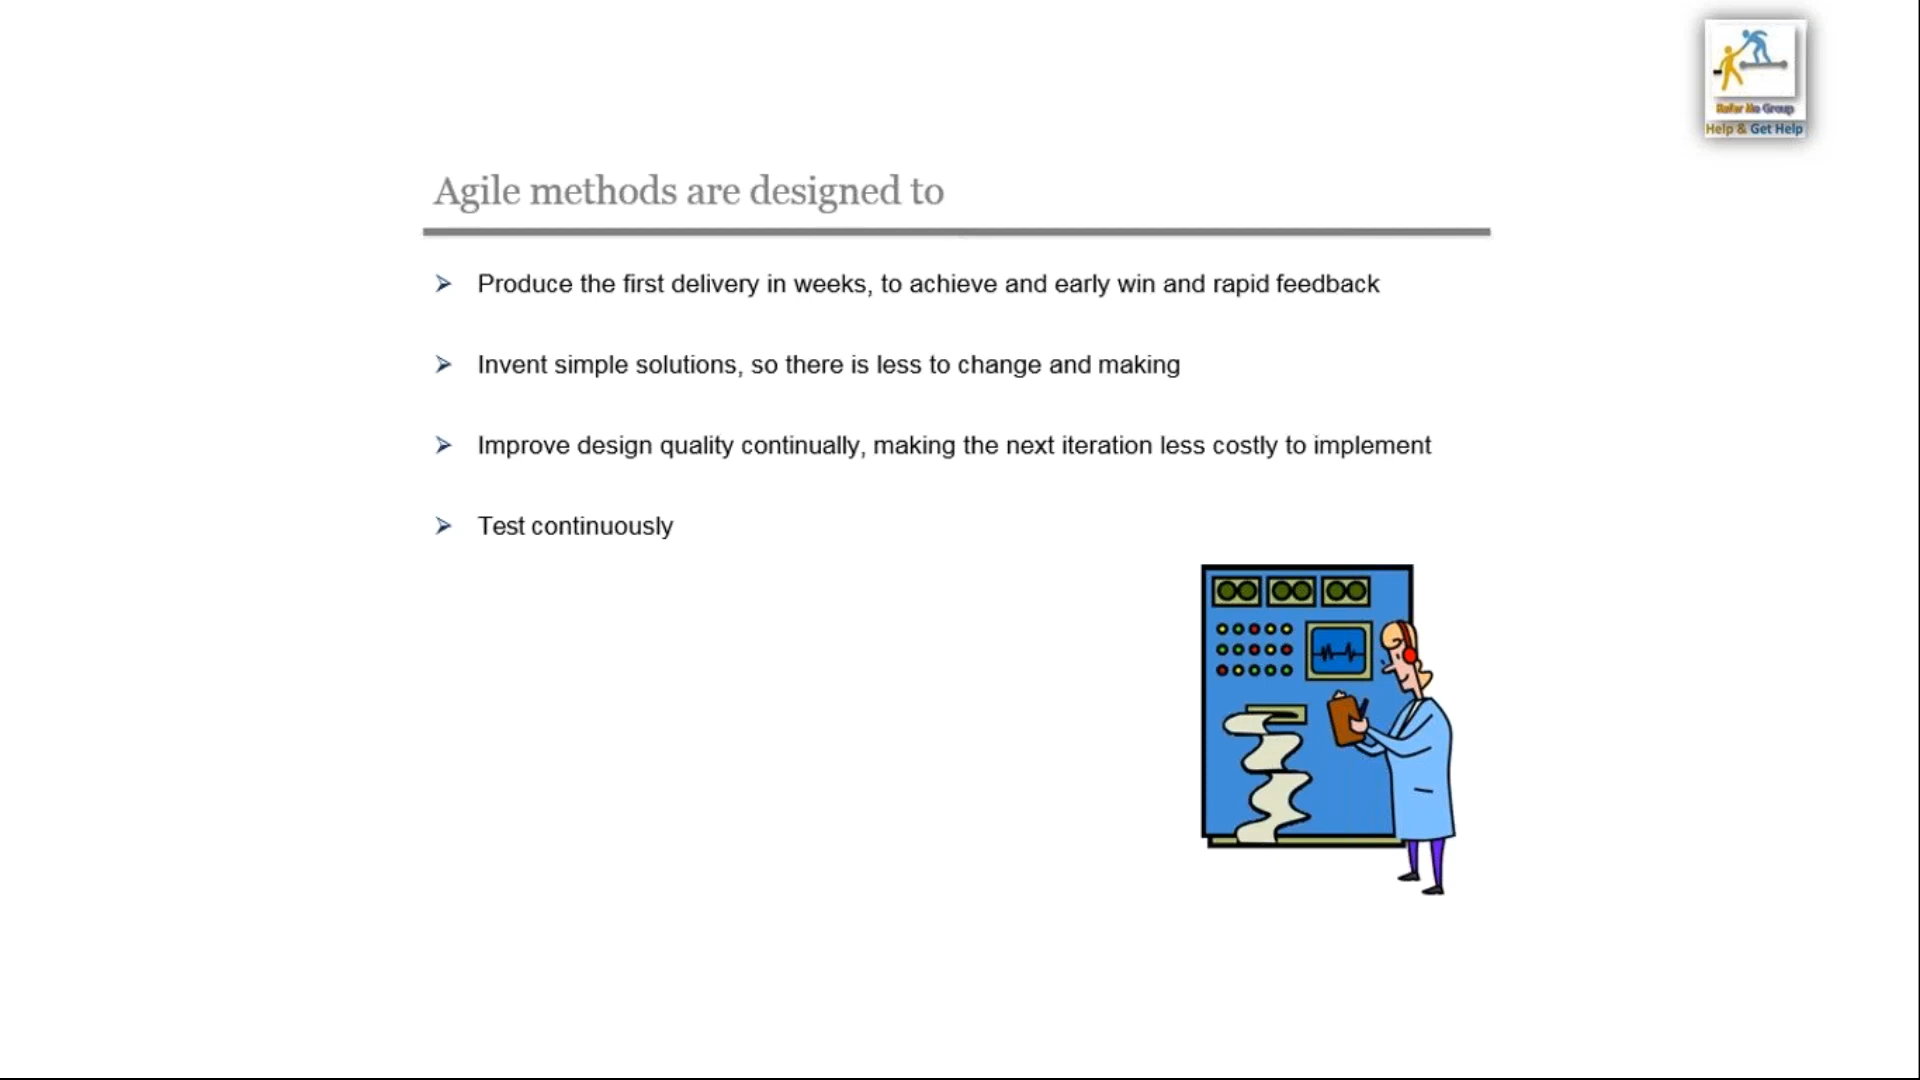 Refer Me Group
Help & Get Help
Agile methods are designed to
Produce the first delivery in weeks, to achieve and early win and rapid feedback
Invent simple solutions, so there is less to change and making
Improve design quality continually, making the next iteration less costly to implement
Test continuously